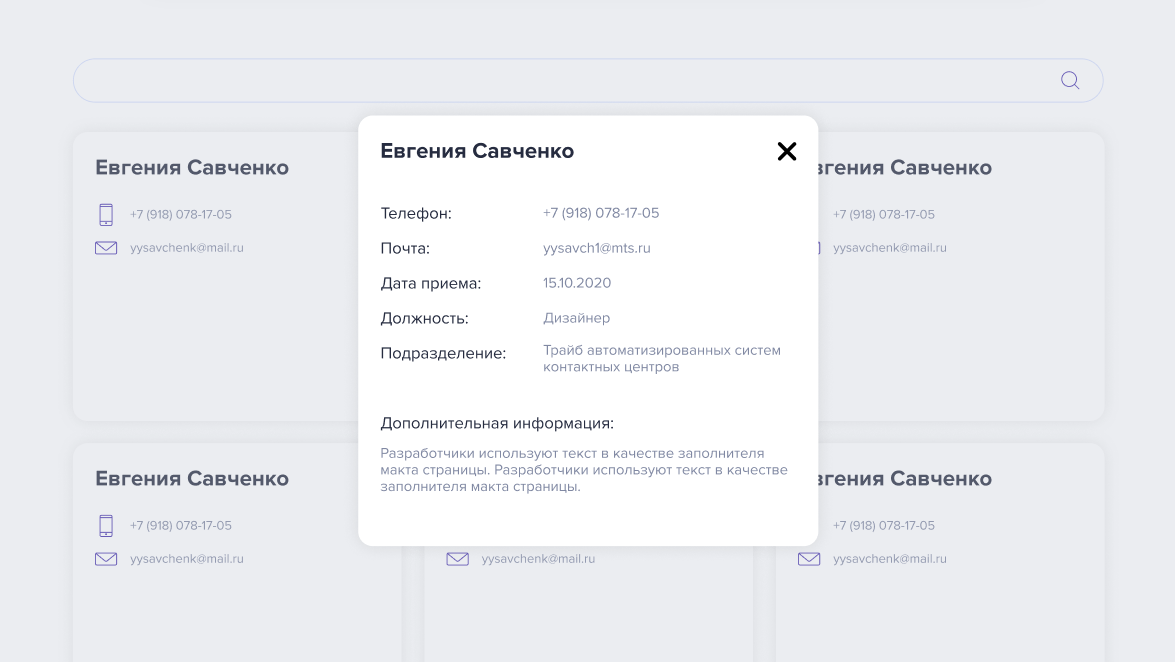 Евгения Савченко
+7 (918) 078-17-05
yysavchenk@mail.ru
Евгения Савченко
Телефон: +7 (918) 078-17-05
Почта: yysavch1@mts.ru
Дата приема: 15.10.2020
Должность: Дизайнер
Подразделение: Трайб автоматизированных систем
контактных центров
Дополнительная информация:
Разработчики используют текст в качестве заполнителя
макта страницы. Разработчики используют текст в качестве
заполнителя макта страницы.
вгения Савченко
+7 (918) 078-17-05
yysavchenk@mail.ru
Евгения Савченко
+7 (918) 078-17-05
yysavchenk@mail.ru
yysavchenk@mail.ru
вгения Савченко
+7 (918) 078-17-05
yysavchenk@mail.ru